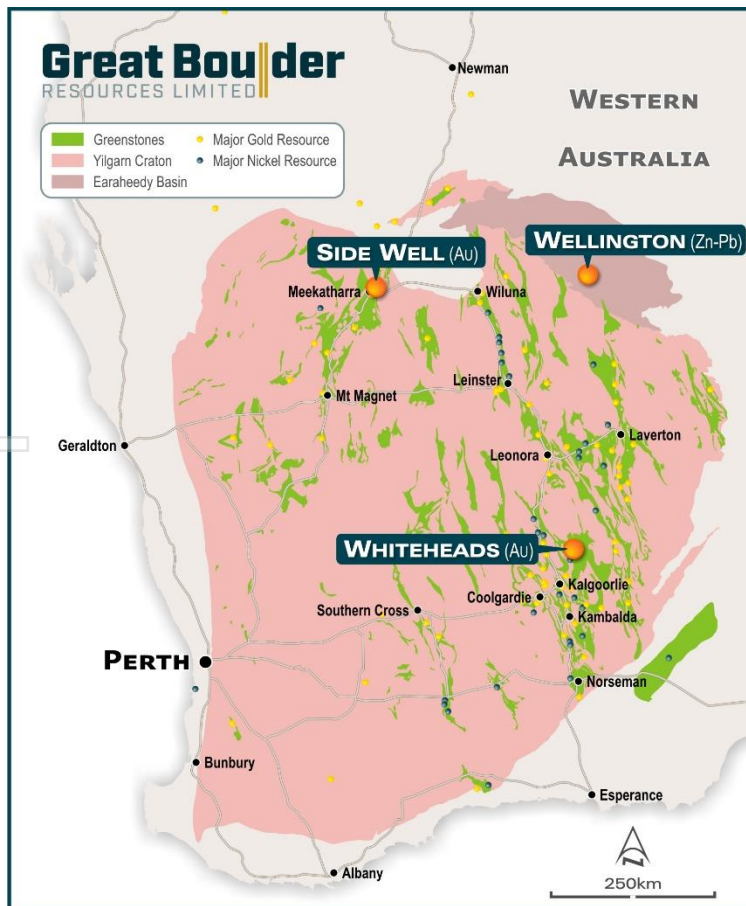 Great Boulder
RESOURCES LIMITED
Greenstones
Yilgarn Craton
Earaheedy Basin
Major Gold Resource
Major Nickel Resource
Newman
WESTERN
AUSTRALIA
SIDE WELL (Au)
WELLINGTON (Zn-Pb)
Meekatharra
Wiluna
Leinster
Mt Magnet
Laverton
Geraldton
Leonora
WHITEHEADS (Au)
Kalgoorlie
Coolgardie
Southern Cross
Kambalda
PERTH
Norseman
Bunbury
Esperance
Albany
N
250km